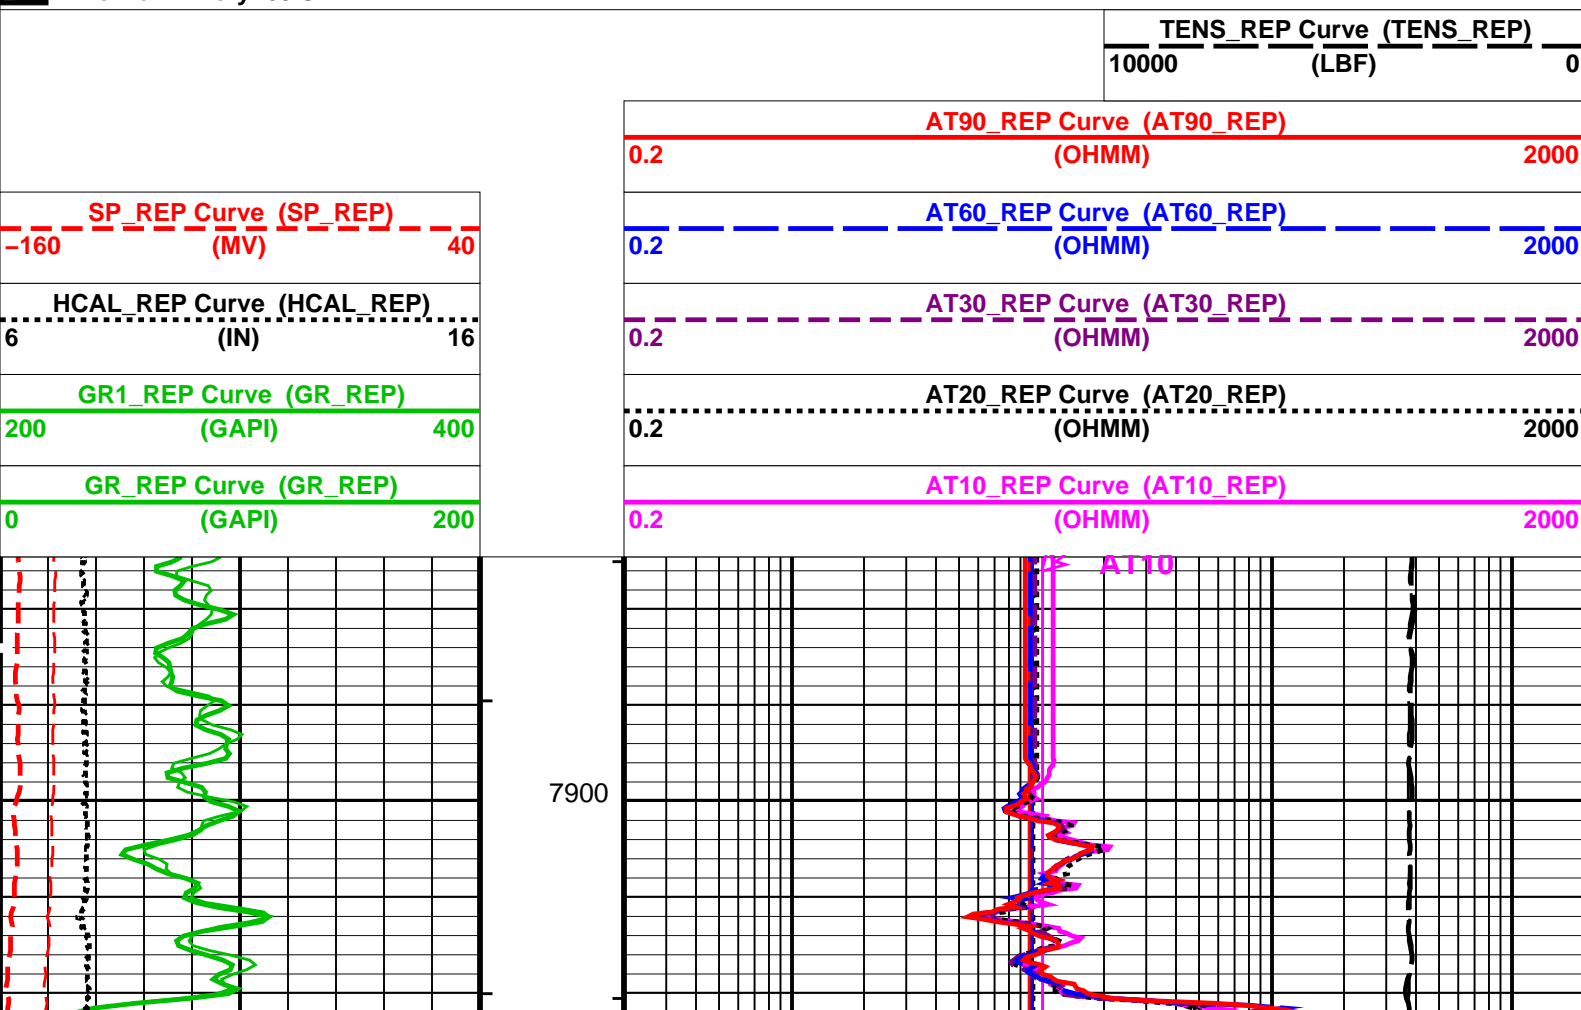 TENS_REP Curve (TENS_REP)
10000 (LBF) 0
AT90_REP Curve (AT90_REP)
0.2 (OHMM) 2000
SP_REP Curve (SP_REP)
−160 (MV) 40
AT60_REP Curve (AT60_REP)
0.2 (OHMM) 2000
HCAL_REP Curve (HCAL_REP)
6 (IN) 16
AT30_REP Curve (AT30_REP)
0.2 (OHMM) 2000
GR1_REP Curve (GR_REP)
200 (GAPI) 400
AT20_REP Curve (AT20_REP)
0.2 (OHMM) 2000
GR_REP Curve (GR_REP)
0 (GAPI) 200
AT10_REP Curve (AT10_REP)
0.2 (OHMM) 2000
AT10
7900